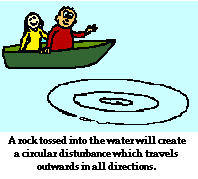 A rock tossed into the water will create
a circular disturbance which travels
outwards in all directions.